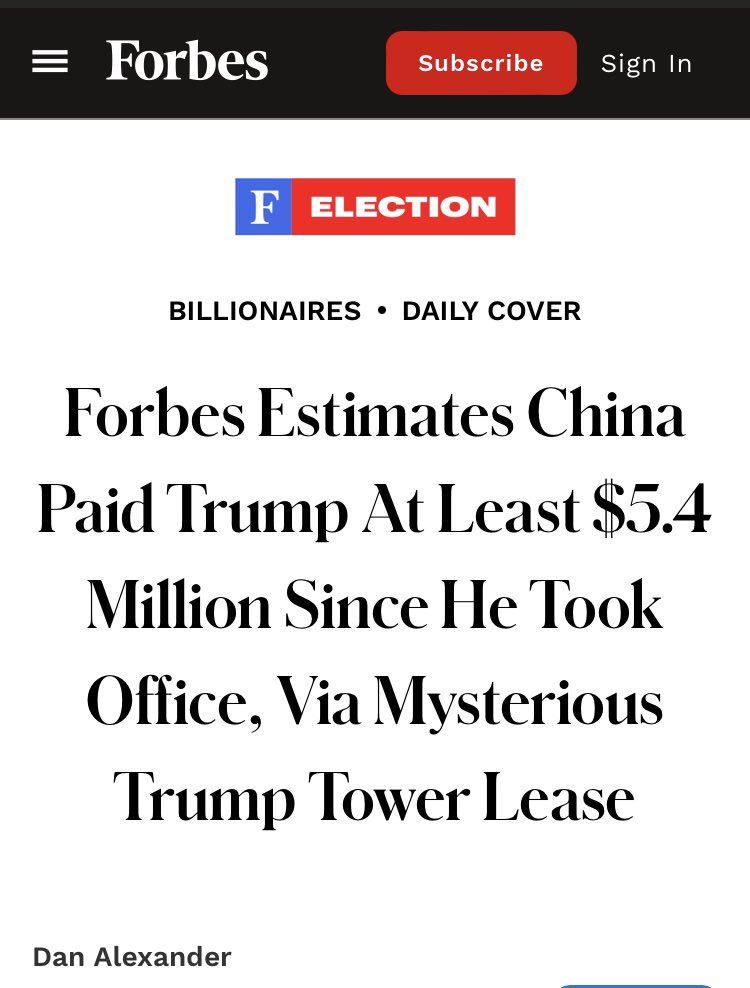 Forbes
Subscribe
Sign In
F ELECTION
BILLIONAIRES • DAILY COVER
Forbes Estimates China
Paid Trump At Least $5.4
Million Since He Took
Office, Via Mysterious
Trump Tower Lease
Dan Alexander